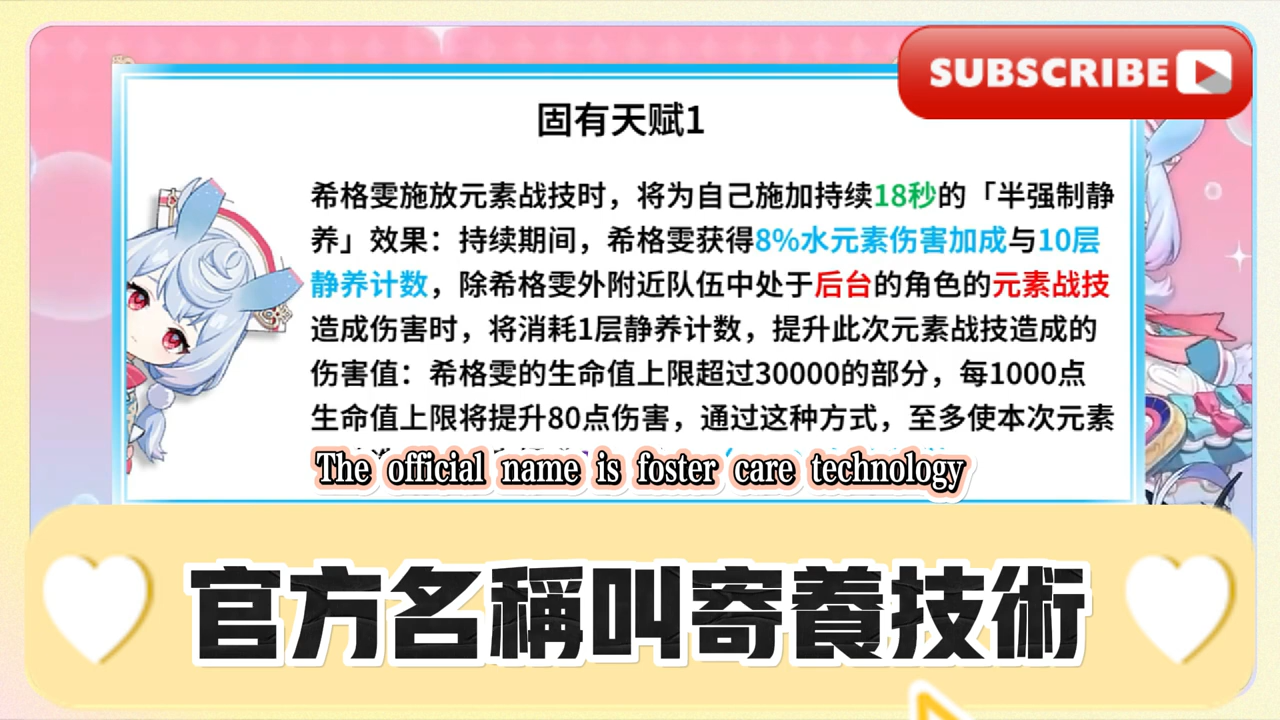 SUBSCRIBE
固有天赋1
希格雯施放元素战技时，将为自己施加持续18秒的「半强制静
养」效果：持续期间，希格雯获得8%水元素伤害加成与10层
静养计数，除希格雯外附近队伍中处于后台的角色的元素战技
造成伤害时，将消耗1层静养计数，提升此次元素战技造成的
伤害值：希格雯的生命值上限超过30000的部分，每1000点
生命值上限将提升80点伤害，通过这种方式，至多使本次元素
The official name is foster care technology
官方名稱叫寄養技術